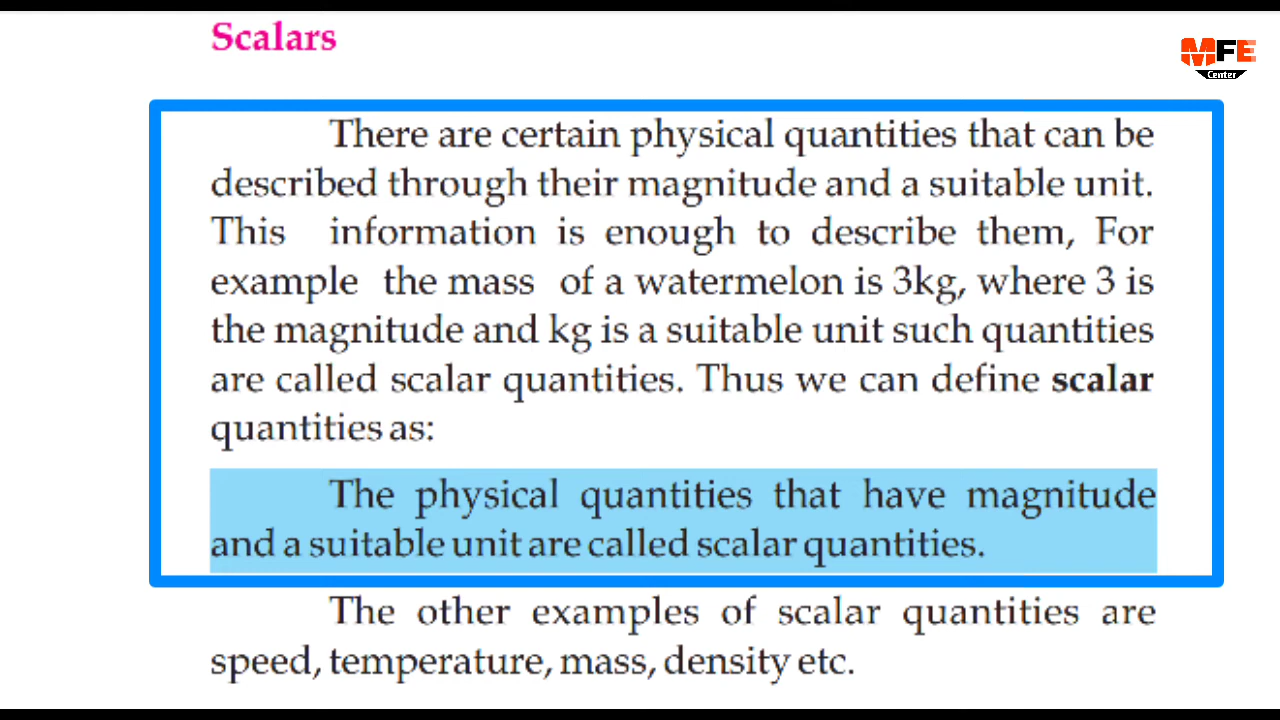 Scalars
MFE
Center
There are certain physical quantities that can be
described through their magnitude and a suitable unit.
This information is enough to describe them, For
example the mass of a watermelon is 3kg, where 3 is
the magnitude and kg is a suitable unit such quantities
are called scalar quantities. Thus we can define scalar
quantities as:
The physical quantities that have magnitude
and a suitable unit are called scalar quantities.
The other examples of scalar quantities are
speed, temperature, mass, density etc.